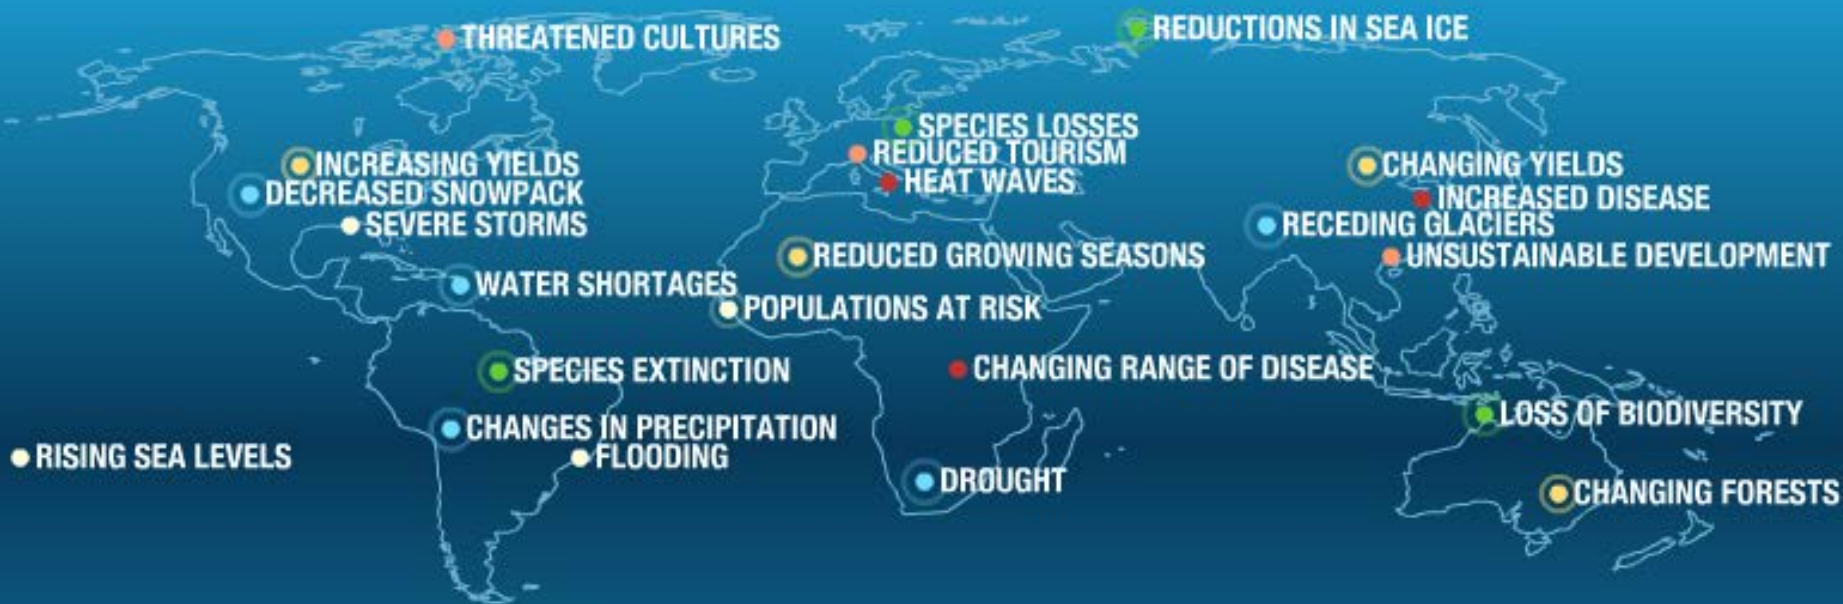 REDUCTIONS IN SEA ICE
THREATENED CULTURES
SPECIES LOSSES
REDUCED TOURISM
INCREASING YIELDS
CHANGING YIELDS
HEAT WAVES
DECREASED SNOWPACK
INCREASED DISEASE
SEVERE STORMS
RECEDING GLACIERS
REDUCED GROWING SEASONS
UNSUSTAINABLE DEVELOPMENT
WATER SHORTAGES
POPULATIONS AT RISK
SPECIES EXTINCTION
CHANGING RANGE OF DISEASE
LOSS OF BIODIVERSITY
CHANGES IN PRECIPITATION
RISING SEA LEVELS
FLOODING
DROUGHT
CHANGING FORESTS